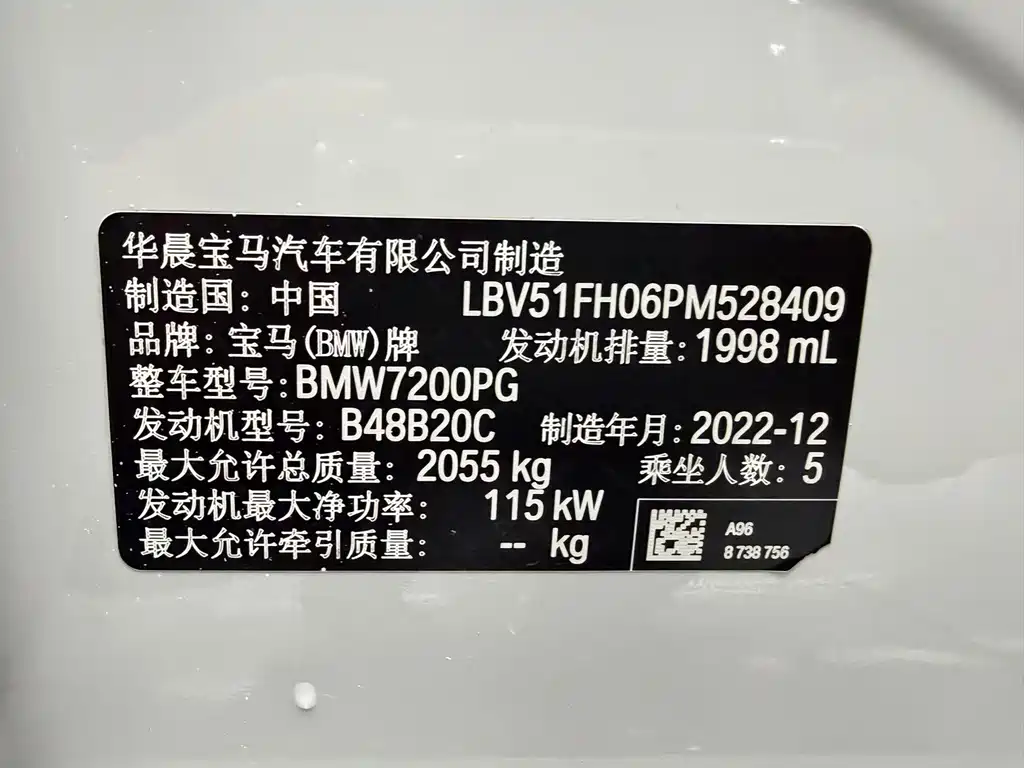 华晨宝马汽车有限公司制造
制造国: 中国 LBV51FH06PM528409
品牌: 宝马(BMW)牌 发动机排量: 1998 mL
整车型号: BMW7200PG
发动机型号: B48B20C 制造年月: 2022-12
最大允许总质量: 2055 kg 乘坐人数: 5
发动机最大净功率: 115 kW
最大允许牵引质量: -- kg
A96
8 738 756